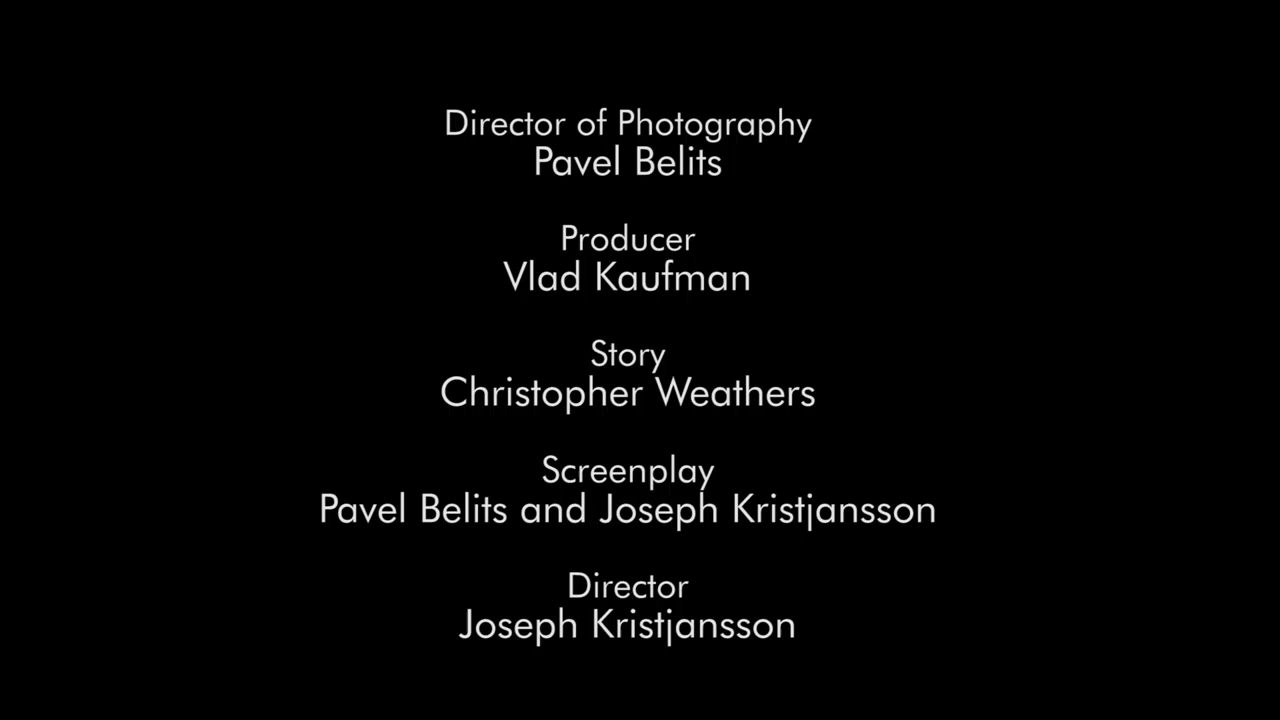 Director of Photography
Pavel Belits
Producer
Vlad Kaufman
Story
Christopher Weathers
Screenplay
Pavel Belits and Joseph Kristjansson
Director
Joseph Kristjansson